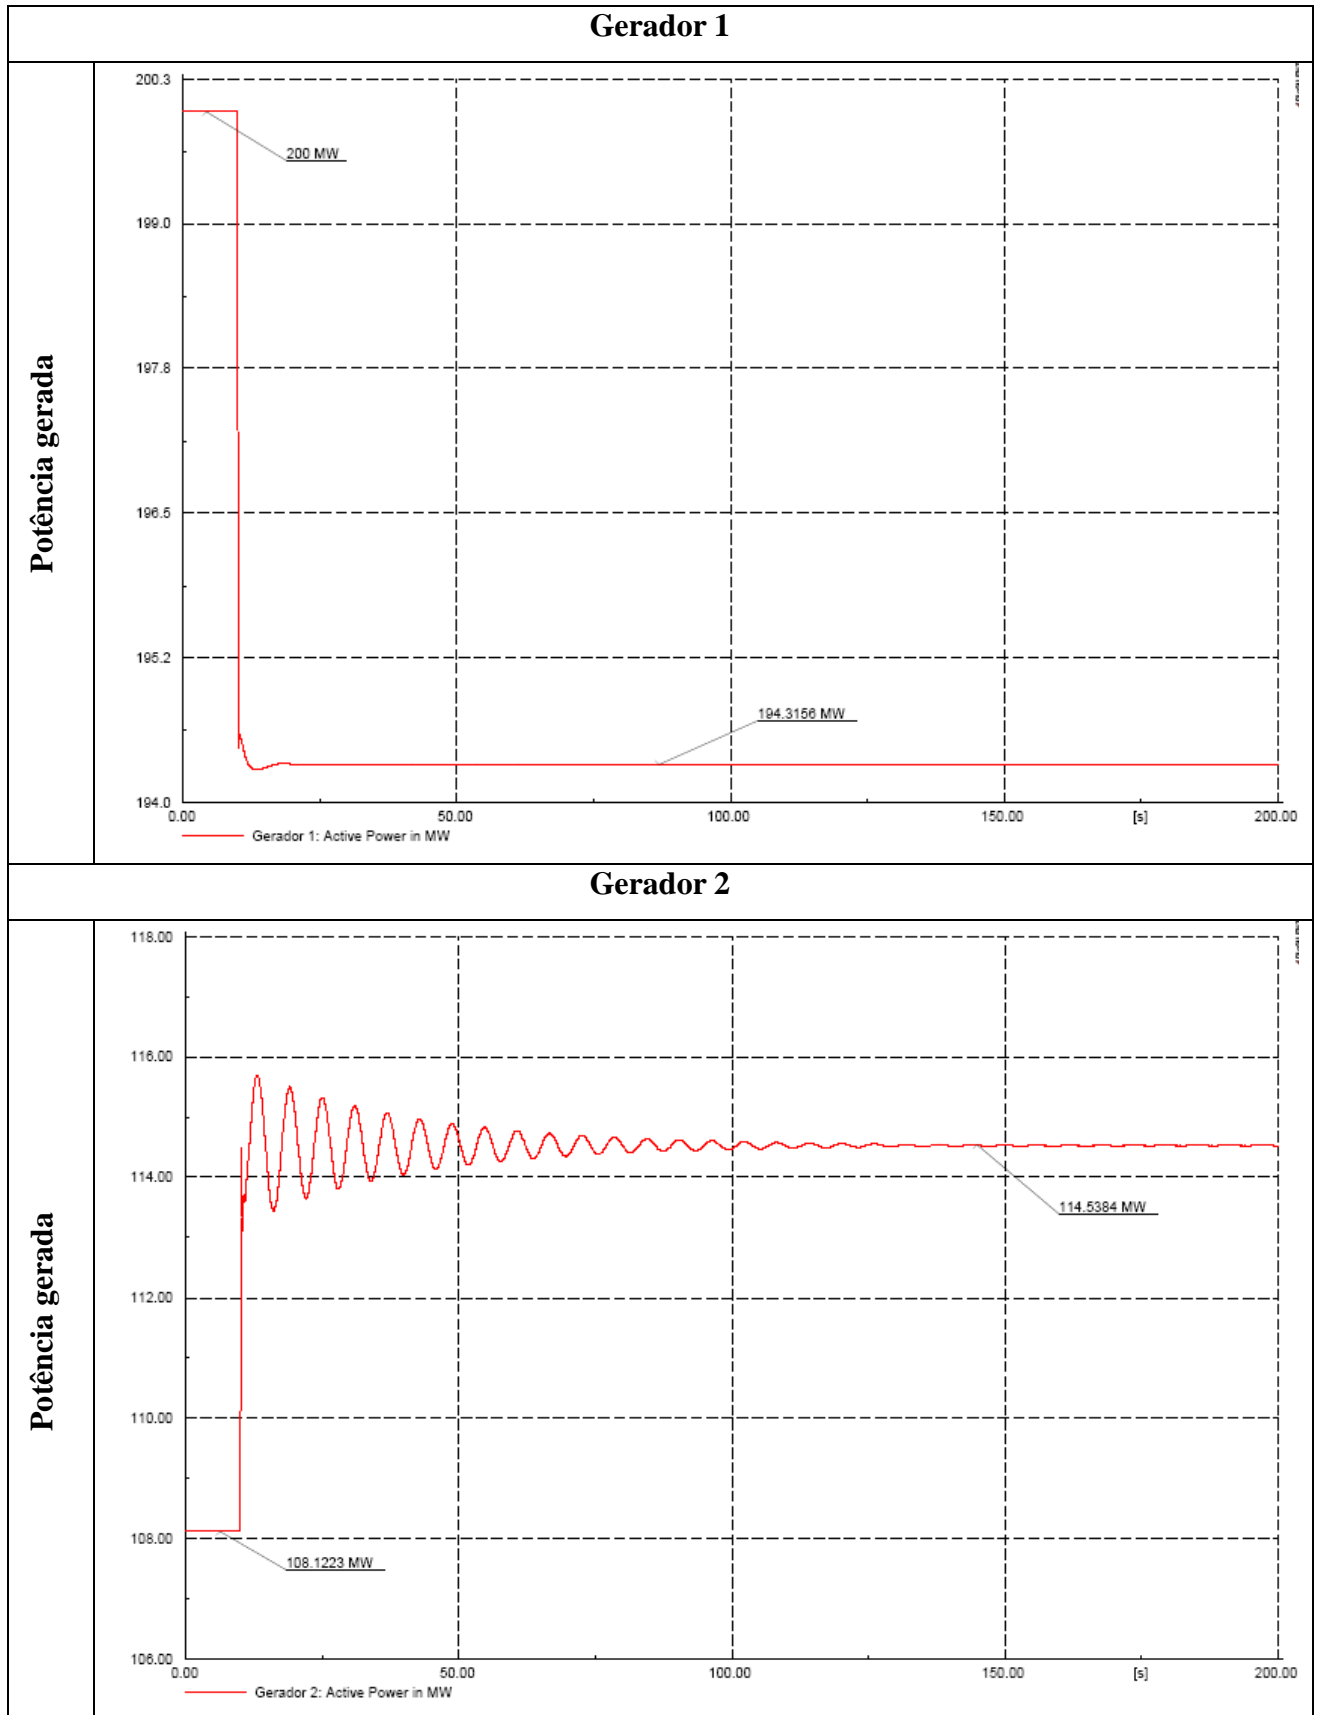 Gerador 1
Potência gerada
200.3
199.0
197.8
196.5
195.2
194.0
200 MW
194.3156 MW
0.00 50.00 100.00 150.00 [s] 200.00
Gerador 1: Active Power in MW
Gerador 2
Potência gerada
118.00
116.00
114.00
112.00
110.00
108.00
106.00
114.5384 MW
108.1223 MW
0.00 50.00 100.00 150.00 [s] 200.00
Gerador 2: Active Power in MW